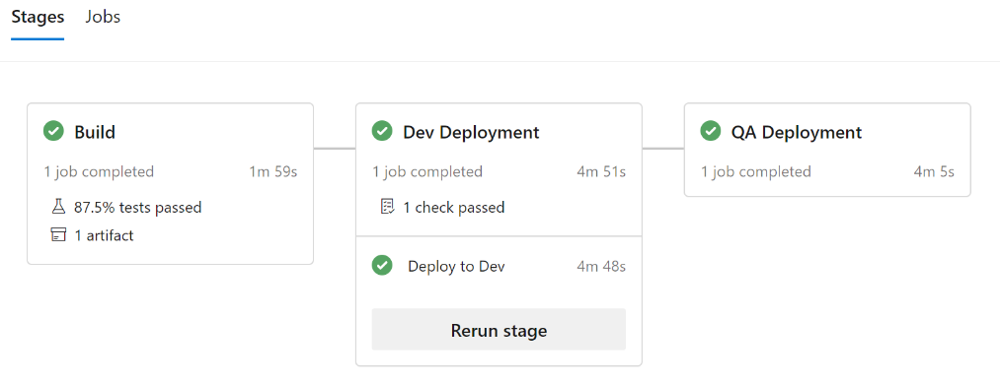 Stages Jobs
Build
1 job completed 1m 59s
87.5% tests passed
1 artifact
Dev Deployment
1 job completed 4m 51s
1 check passed
Deploy to Dev 4m 48s
Rerun stage
QA Deployment
1 job completed 4m 5s